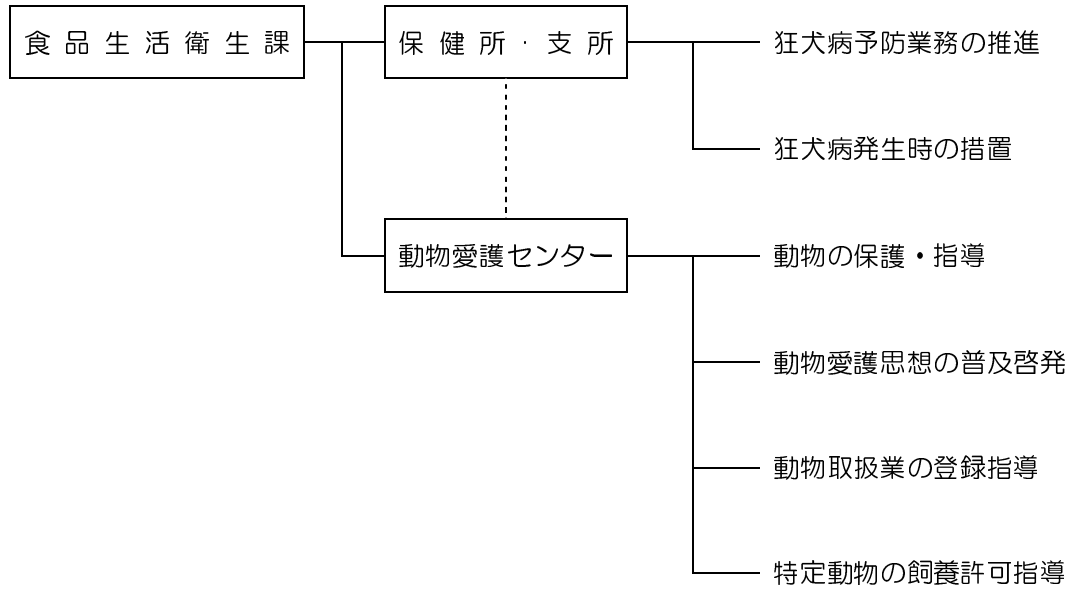 食品生活衛生課
保健所・支所
狂犬病予防業務の推進
狂犬病発生時の措置
動物愛護センター
動物の保護・指導
動物愛護思想の普及啓発
動物取扱業の登録指導
特定動物の飼養許可指導